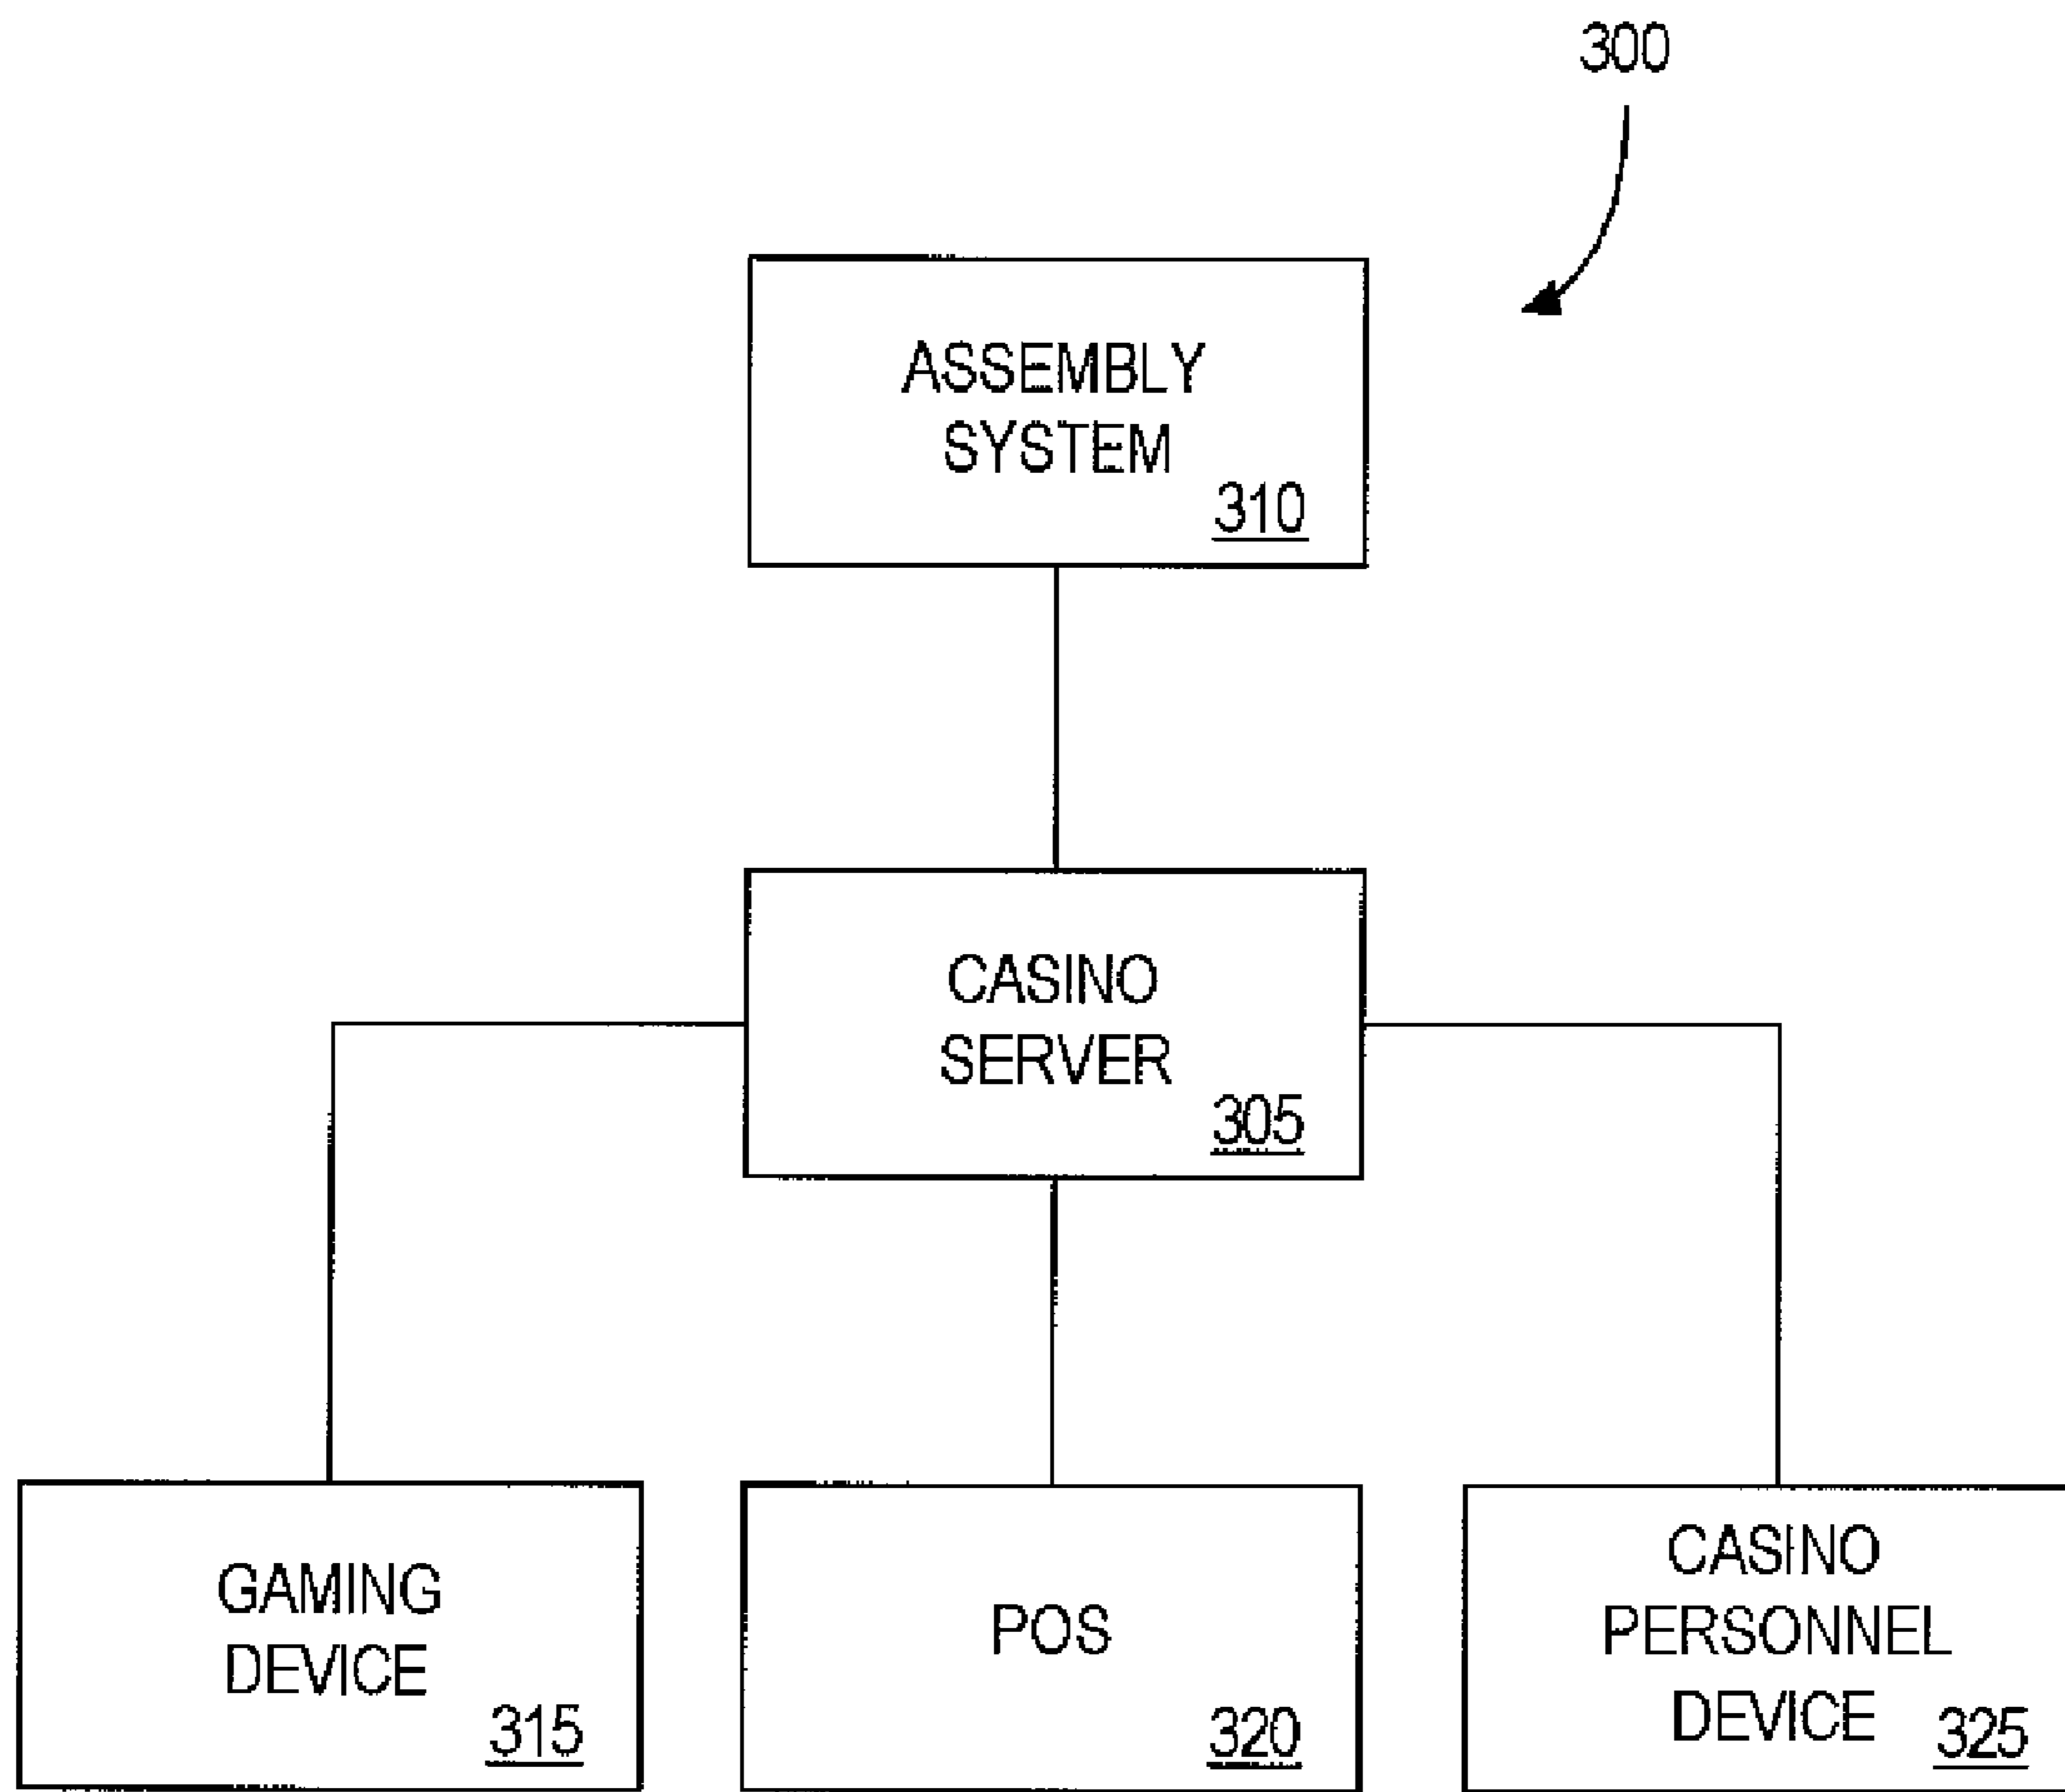 300
ASSEMBLY
SYSTEM
310
CASINO
SERVER
305
GAMING
DEVICE
315
POS
320
CASINO
PERSONNEL
DEVICE
325